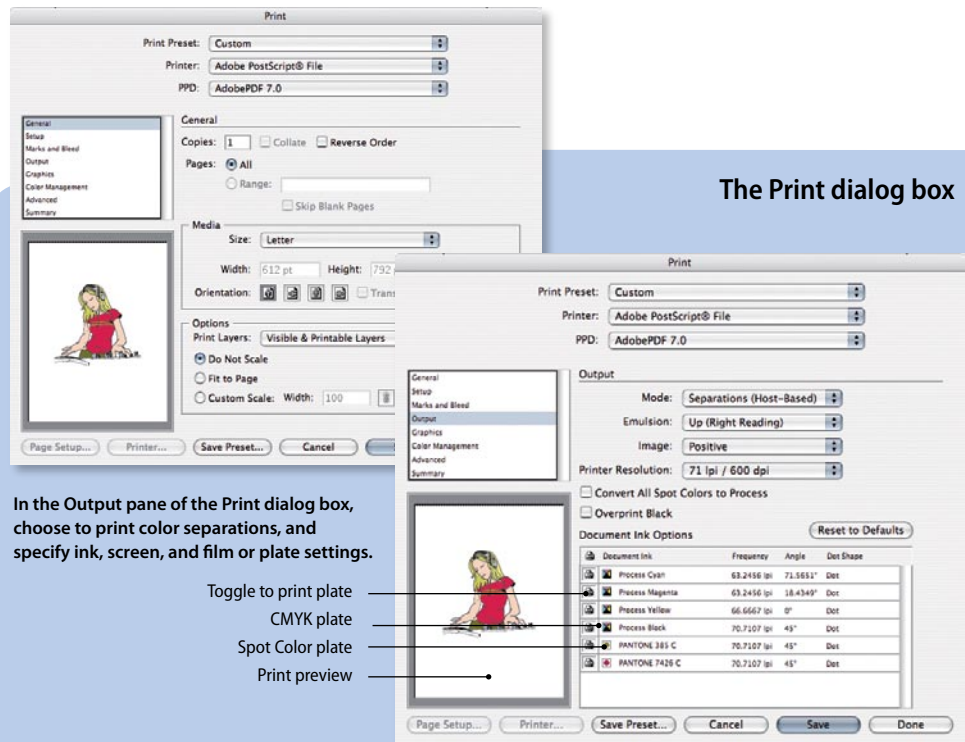 Print
Print Preset: Custom
Printer: Adobe PostScript® File
PPD: AdobePDF 7.0
General
Setup
Marks and Bleed
Output
Graphics
Color Management
Advanced
Summary
General
Copies: 1 Collate Reverse Order
Pages: All
Range:
Skip Blank Pages
Media
Size: Letter
Width: 612 pt Height: 792
Orientation: Trans
Options
Print Layers: Visible & Printable Layers
Do Not Scale
Fit to Page
Custom Scale: Width: 100
Page Setup... Printer... Save Preset... Cancel
The Print dialog box
Print
Print Preset: Custom
Printer: Adobe PostScript® File
PPD: AdobePDF 7.0
General
Setup
Marks and Bleed
Output
Graphics
Color Management
Advanced
Summary
Output
Mode: Separations (Host-Based)
Emulsion: Up (Right Reading)
Image: Positive
Printer Resolution: 71 lpi / 600 dpi
Convert All Spot Colors to Process
Overprint Black
Document Ink Options Reset to Defaults
Document Ink Frequency Angle Dot Shape
Process Cyan 63.2456 lpi 71.5651° Dot
Process Magenta 63.2456 lpi 18.4349° Dot
Process Yellow 66.6667 lpi 0° Dot
Process Black 70.7107 lpi 45° Dot
PANTONE 385 C 70.7107 lpi 45° Dot
PANTONE 7426 C 70.7107 lpi 45° Dot
Page Setup... Printer... Save Preset... Cancel Save Done
In the Output pane of the Print dialog box,
choose to print color separations, and
specify ink, screen, and film or plate settings.
Toggle to print plate
CMYK plate
Spot Color plate
Print preview